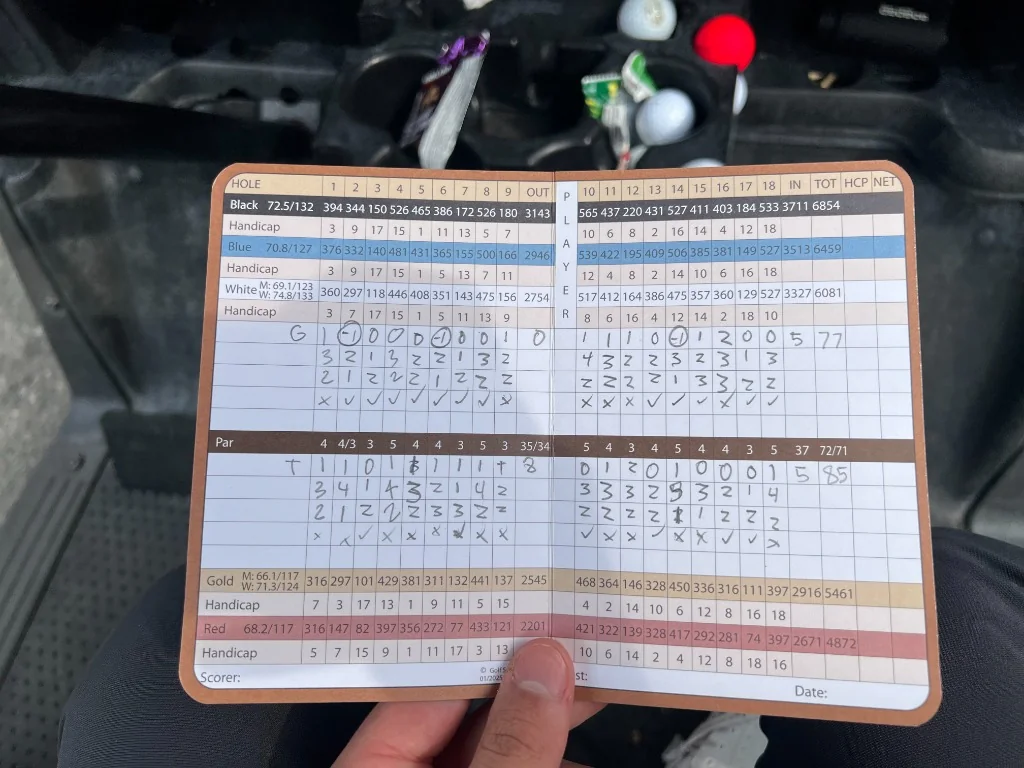 HOLE 1 2 3 4 5 6 7 8 9 OUT PLAYER 10 11 12 13 14 15 16 17 18 IN TOT HCP NET
Black 72.5/132 394 344 150 526 465 386 172 526 180 3143 565 437 220 431 527 411 403 184 533 3711 6854
Handicap 3 9 17 15 1 11 13 5 7 10 6 8 2 16 14 4 12 18
Blue 70.8/127 376 332 140 481 431 365 155 500 166 2946 539 422 195 409 506 385 381 149 527 3513 6459
Handicap 3 9 17 15 1 5 13 7 11 12 4 8 2 14 10 6 16 18
White M: 69.1/123 W: 74.8/133 360 297 118 446 408 351 143 475 156 2754 517 412 164 386 475 357 360 129 527 3327 6081
Handicap 3 7 17 15 1 5 11 13 9 8 6 16 4 12 14 2 18 10
G 1 -1 0 0 0 -1 0 0 1 0 1 1 1 0 -1 1 2 0 0 5 77
3 2 1 3 2 2 1 3 2 4 3 2 2 3 2 3 1 3
2 1 2 2 2 1 2 2 2 2 2 2 2 1 3 3 2 2
x ✓ ✓ ✓ ✓ ✓ ✓ ✓ x x x x ✓ ✓ ✓ x ✓ ✓
Par 4 4/3 3 5 4 4 3 5 3 35/34 5 4 3 4 5 4 4 3 5 37 72/71
T 1 1 0 1 1 1 1 1 1 8 0 1 2 0 1 0 0 0 1 5 85
3 4 1 4 3 2 1 4 2 3 3 3 2 5 3 2 1 4
2 1 2 2 2 3 3 2 2 2 2 2 2 1 1 2 2 2
x x ✓ x x x x x x ✓ x x ✓ x x ✓ ✓ x
Gold M: 66.1/117 W: 71.3/124 316 297 101 429 381 311 132 441 137 2545 468 364 146 328 450 336 316 111 397 2916 5461
Handicap 7 3 17 13 1 9 11 5 15 4 2 14 10 6 12 8 16 18
Red 68.2/117 316 147 82 397 356 272 77 433 121 2201 421 322 139 328 417 292 281 74 397 2671 4872
Handicap 5 7 15 9 1 11 17 3 13 10 6 14 2 4 12 8 18 16
© Golf's
01/2025
Scorer: Date: